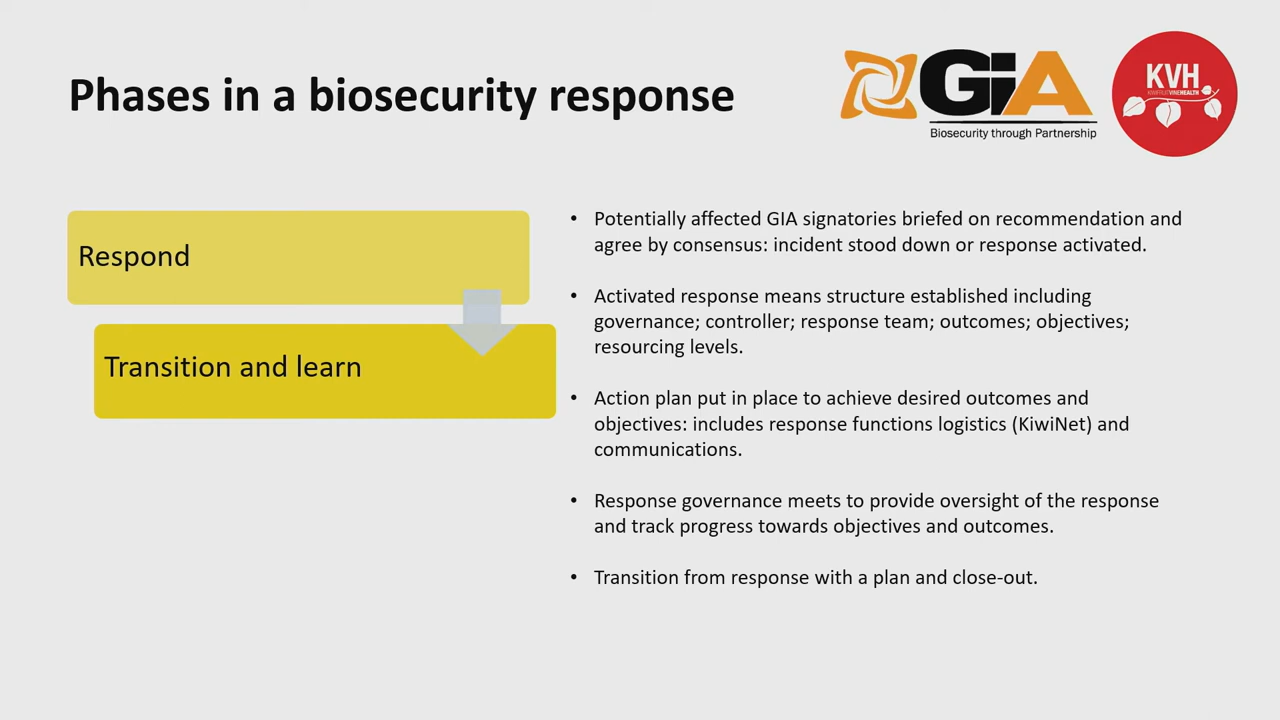 Phases in a biosecurity response
GiA
Biosecurity through Partnership
KVH
KIWIFRUITVINEHEALTH
Respond
Transition and learn
• Potentially affected GIA signatories briefed on recommendation and
agree by consensus: incident stood down or response activated.
• Activated response means structure established including
governance; controller; response team; outcomes; objectives;
resourcing levels.
• Action plan put in place to achieve desired outcomes and
objectives: includes response functions logistics (KiwiNet) and
communications.
• Response governance meets to provide oversight of the response
and track progress towards objectives and outcomes.
• Transition from response with a plan and close-out.